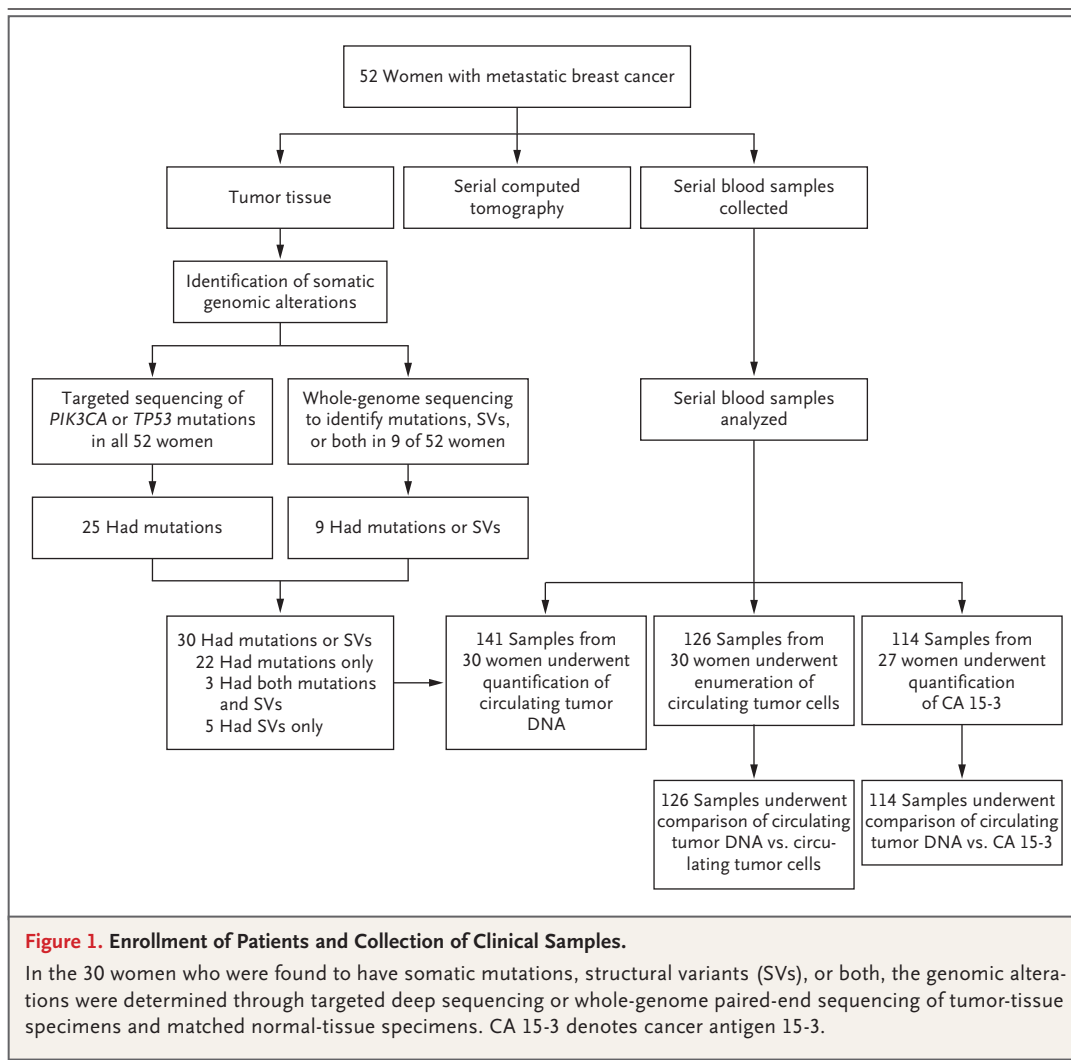 52 Women with metastatic breast cancer
Tumor tissue
Serial computed
tomography
Serial blood samples
collected
Identification of somatic
genomic alterations
Targeted sequencing of
PIK3CA or TP53 mutations
in all 52 women
Whole-genome sequencing
to identify mutations, SVs,
or both in 9 of 52 women
Serial blood samples
analyzed
25 Had mutations
9 Had mutations or SVs
30 Had mutations or SVs
22 Had mutations only
3 Had both mutations
and SVs
5 Had SVs only
141 Samples from
30 women underwent
quantification of
circulating tumor
DNA
126 Samples from
30 women underwent
enumeration of
circulating tumor cells
114 Samples from
27 women underwent
quantification
of CA 15-3
126 Samples underwent
comparison of circulating
tumor DNA vs. circu-
lating tumor cells
114 Samples underwent
comparison of circulating
tumor DNA vs. CA 15-3
Figure 1. Enrollment of Patients and Collection of Clinical Samples.
In the 30 women who were found to have somatic mutations, structural variants (SVs), or both, the genomic altera-
tions were determined through targeted deep sequencing or whole-genome paired-end sequencing of tumor-tissue
specimens and matched normal-tissue specimens. CA 15-3 denotes cancer antigen 15-3.